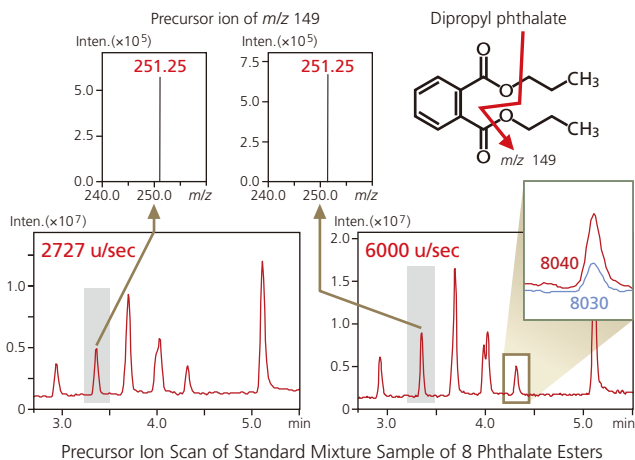 Precursor ion of m/z 149
Dipropyl phthalate
Inten.(×10⁵)
251.25
5.0
2.5
0.0
240.0
250.0
m/z
Inten.(×10⁵)
251.25
7.5
5.0
2.5
0.0
240.0
250.0
m/z
O
O
CH₃
O
O
CH₃
m/z 149
Inten.(×10⁷)
2727 u/sec
1.0
0.5
0
3.0
4.0
5.0
min
Inten.(×10⁷)
6000 u/sec
2.0
1.5
1.0
0.5
0.0
3.0
4.0
5.0
min
8040
8030
Precursor Ion Scan of Standard Mixture Sample of 8 Phthalate Esters